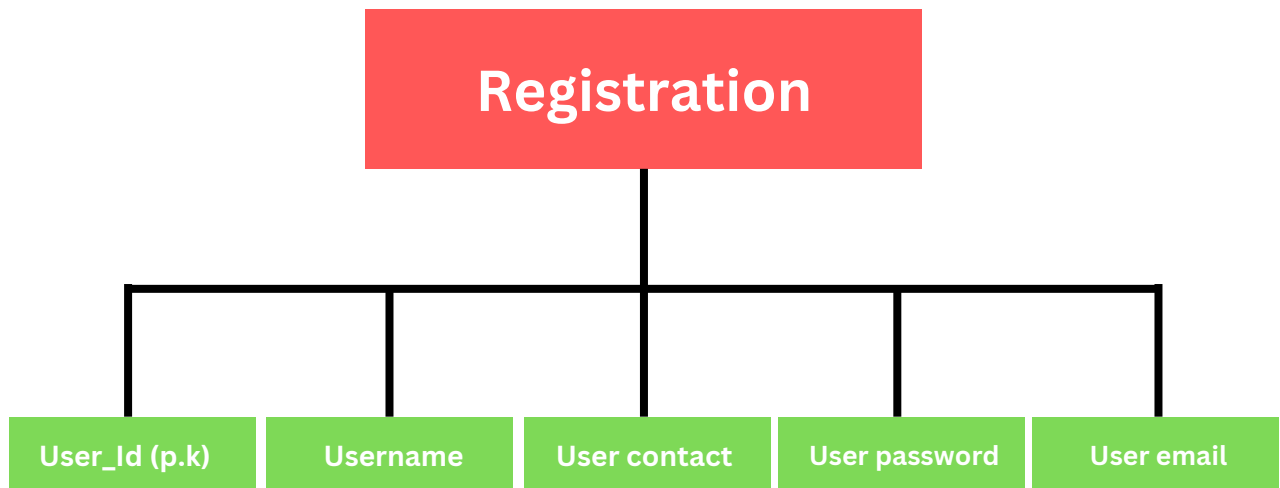 Registration
User_Id (p.k)
Username
User contact
User password
User email